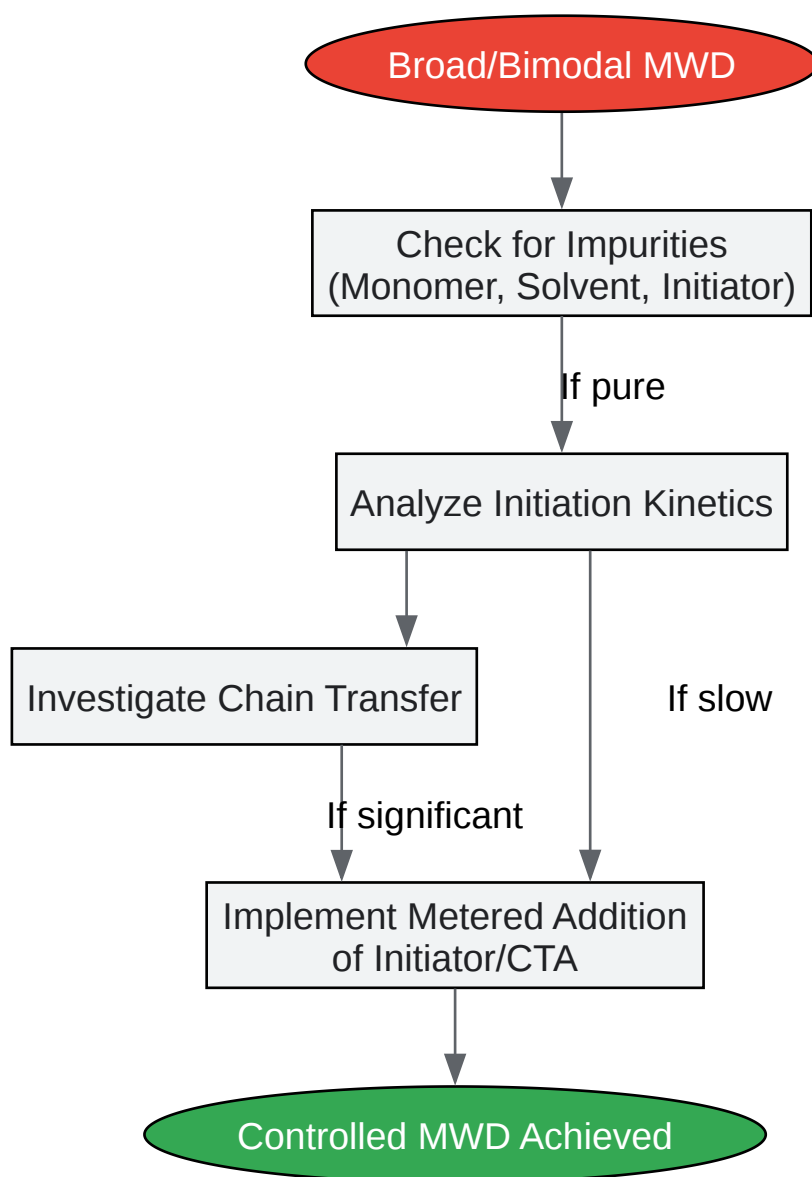 Broad/Bimodal MWD
Check for Impurities
(Monomer, Solvent, Initiator)
If pure
Analyze Initiation Kinetics
Investigate Chain Transfer
If slow
If significant
Implement Metered Addition
of Initiator/CTA
Controlled MWD Achieved